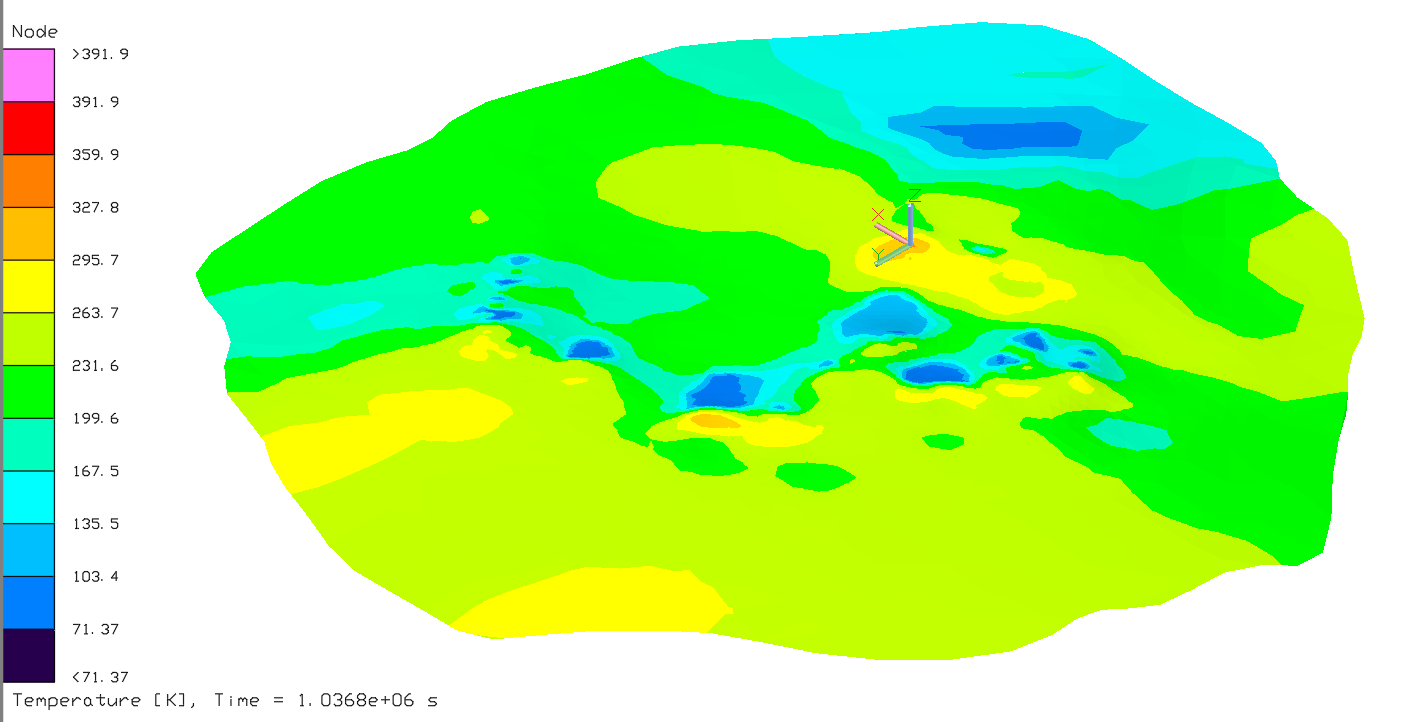 Node
>391.9
391.9
359.9
327.8
295.7
263.7
231.6
199.6
167.5
135.5
103.4
71.37
<71.37
Z
X
Y
Temperature [K], Time = 1.0368e+06 s